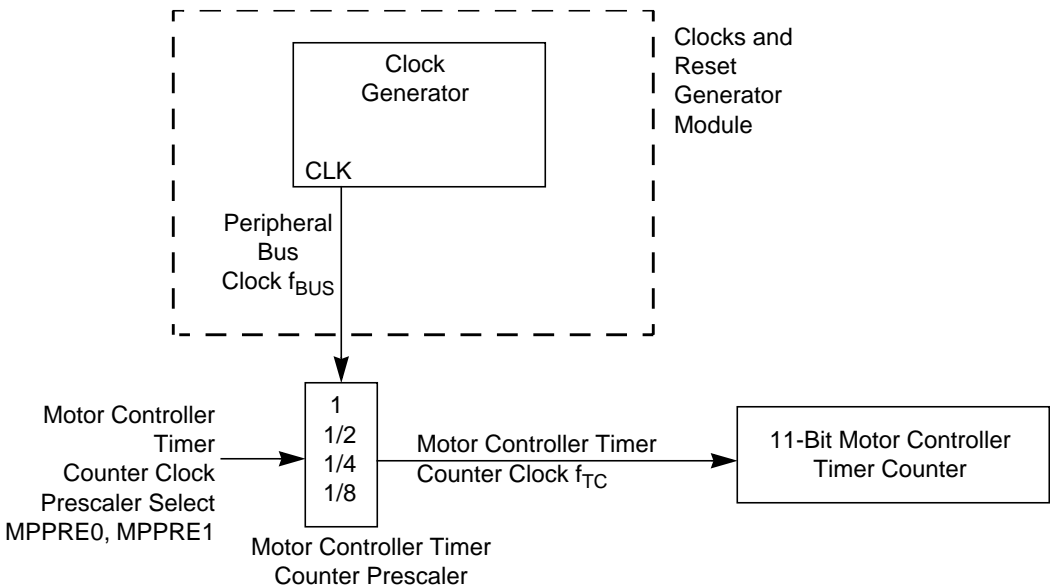 Clocks and
Reset
Generator
Module
Clock
Generator
CLK
Peripheral
Bus
Clock fBUS
Motor Controller
Timer
Counter Clock
Prescaler Select
MPPRE0, MPPRE1
1
1/2
1/4
1/8
Motor Controller Timer
Counter Prescaler
Motor Controller Timer
Counter Clock fTC
11-Bit Motor Controller
Timer Counter